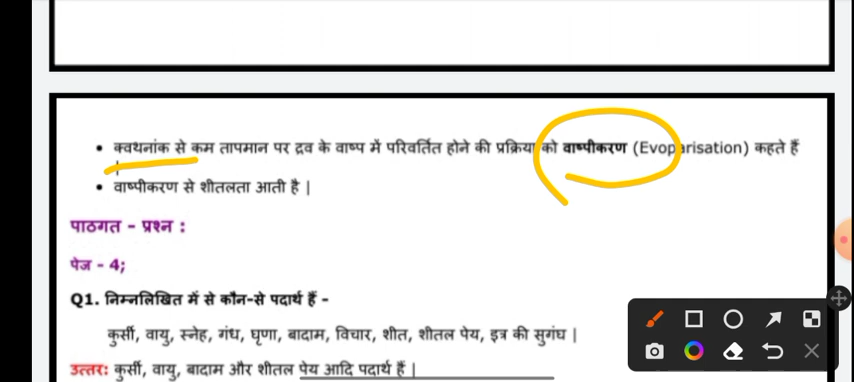 • क्वथनांक से कम तापमान पर द्रव के वाष्प में परिवर्तित होने की प्रक्रिया को वाष्पीकरण (Evoparisation) कहते हैं
|
• वाष्पीकरण से शीतलता आती है |
पाठगत - प्रश्न :
पेज - 4;
Q1. निम्नलिखित में से कौन-से पदार्थ हैं -
कुर्सी, वायु, स्नेह, गंध, घृणा, बादाम, विचार, शीत, शीतल पेय, इत्र की सुगंध |
उत्तर: कुर्सी, वायु, बादाम और शीतल पेय आदि पदार्थ हैं |